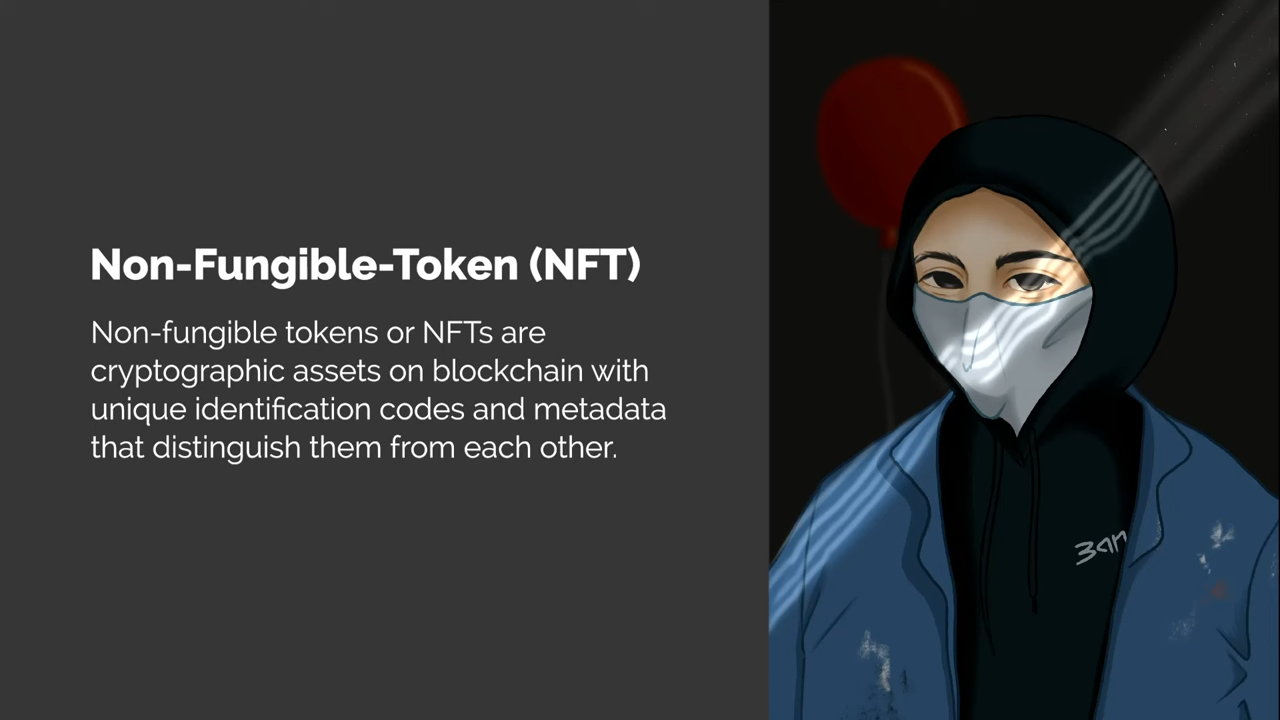 Non-Fungible-Token (NFT)
Non-fungible tokens or NFTs are
cryptographic assets on blockchain with
unique identification codes and metadata
that distinguish them from each other.